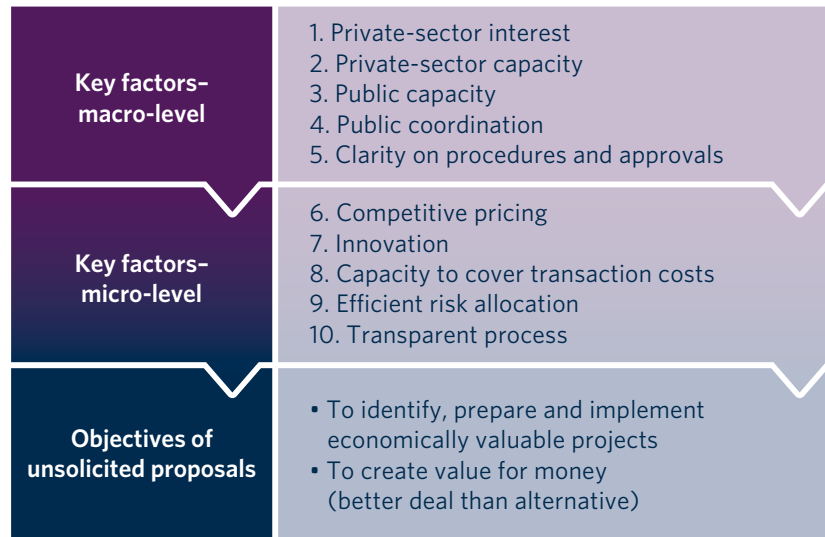 Key factors–
macro-level
1. Private-sector interest
2. Private-sector capacity
3. Public capacity
4. Public coordination
5. Clarity on procedures and approvals
Key factors–
micro-level
6. Competitive pricing
7. Innovation
8. Capacity to cover transaction costs
9. Efficient risk allocation
10. Transparent process
Objectives of
unsolicited proposals
• To identify, prepare and implement
economically valuable projects
• To create value for money
(better deal than alternative)